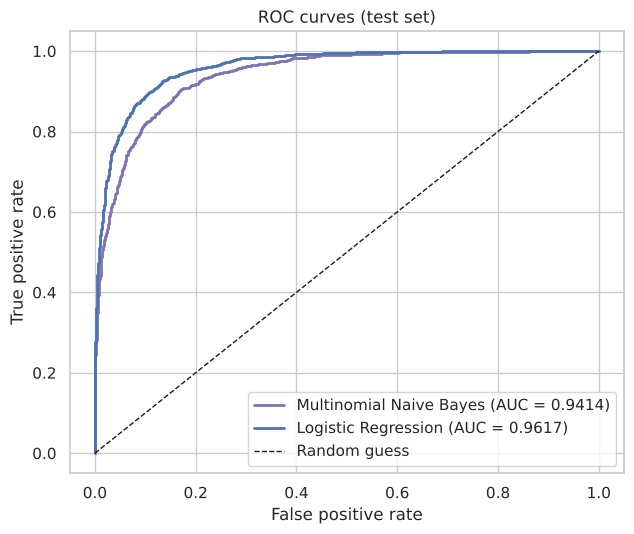 ROC curves (test set)
1.0
0.8
0.6
0.4
0.2
0.0
True positive rate
Multinomial Naive Bayes (AUC = 0.9414)
Logistic Regression (AUC = 0.9617)
Random guess
0.0 0.2 0.4 0.6 0.8 1.0
False positive rate